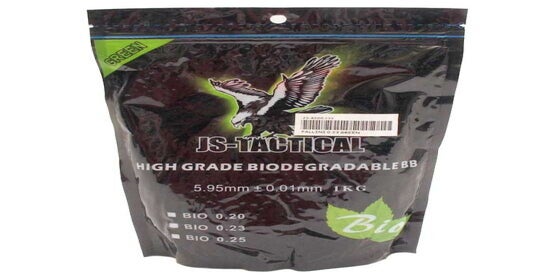 GREEN
JS-TACTICAL
HIGH GRADE BIODEGRADABLE BB
5.95mm ± 0.01mm 1KG
BIO 0.20
BIO 0.23
BIO 0.25
Bio